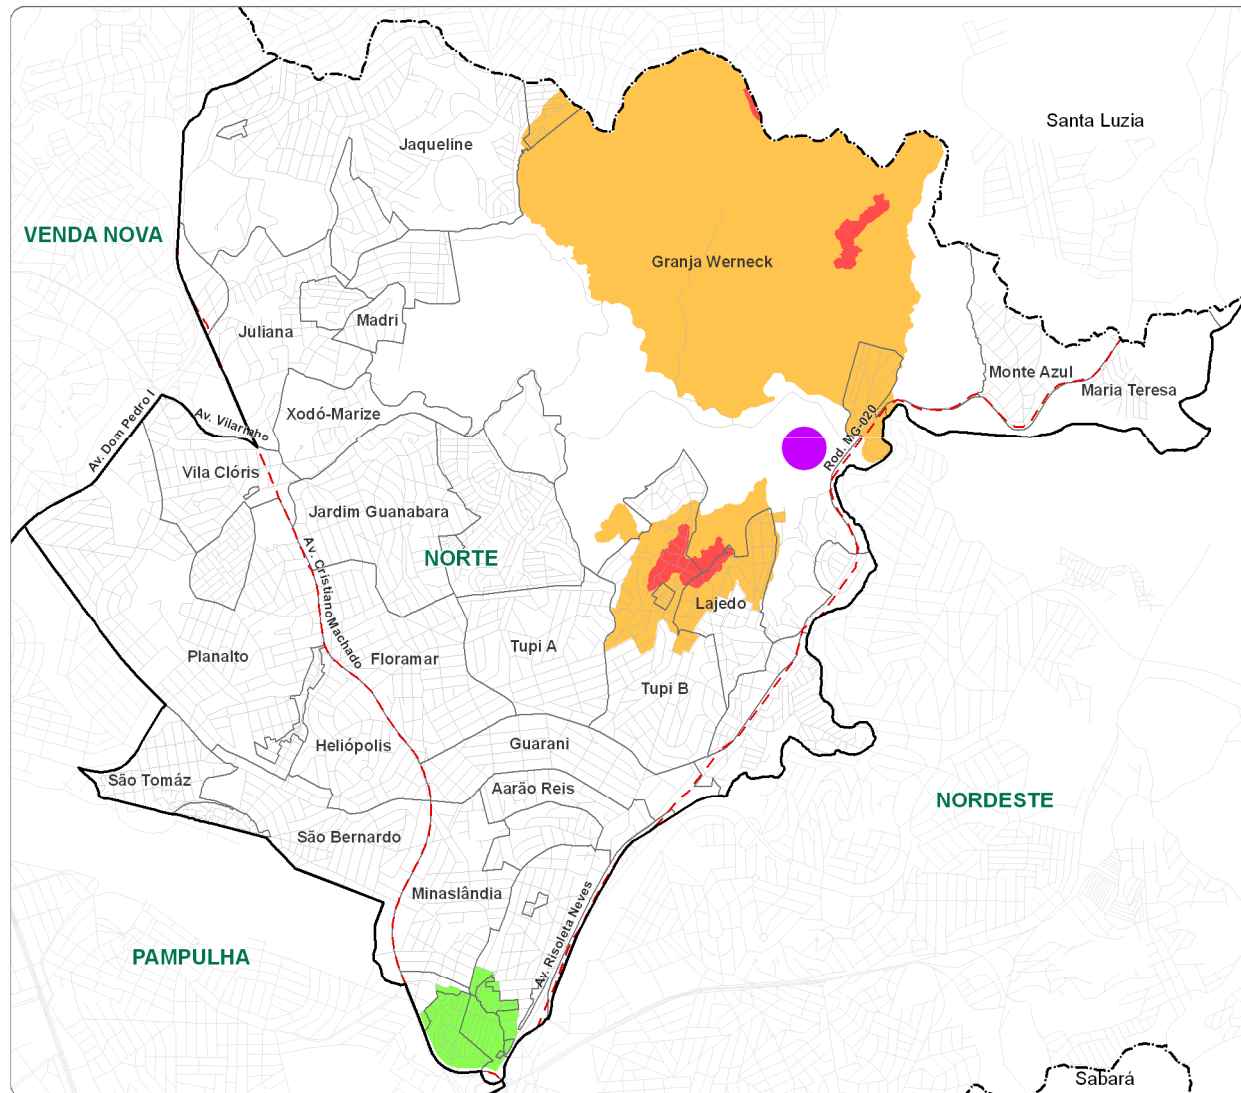 Santa Luzia
Jaqueline
VENDA NOVA
Granja Werneck
Madri
Juliana
Monte Azul
Maria Teresa
Xodó-Marize
Av. Dom Pedro I
Av. Vilarinho
Rod. MG-020
Vila Clóris
Jardim Guanabara
NORTE
Av. Cristiano Machado
Lajedo
Tupi A
Planalto
Floramar
Tupi B
Heliópolis
Guarani
São Tomáz
Aarão Reis
NORDESTE
São Bernardo
Minaslândia
Av. Risoleta Neves
PAMPULHA
Sabará